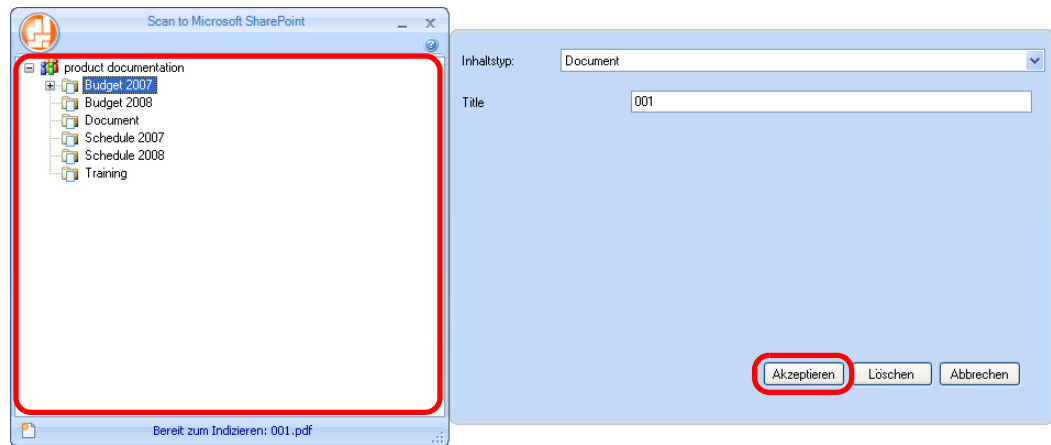 Scan to Microsoft SharePoint
product documentation
Budget 2007
Budget 2008
Document
Schedule 2007
Schedule 2008
Training
Bereit zum Indizieren: 001.pdf
Inhaltstyp: Document
Title 001
Akzeptieren Löschen Abbrechen